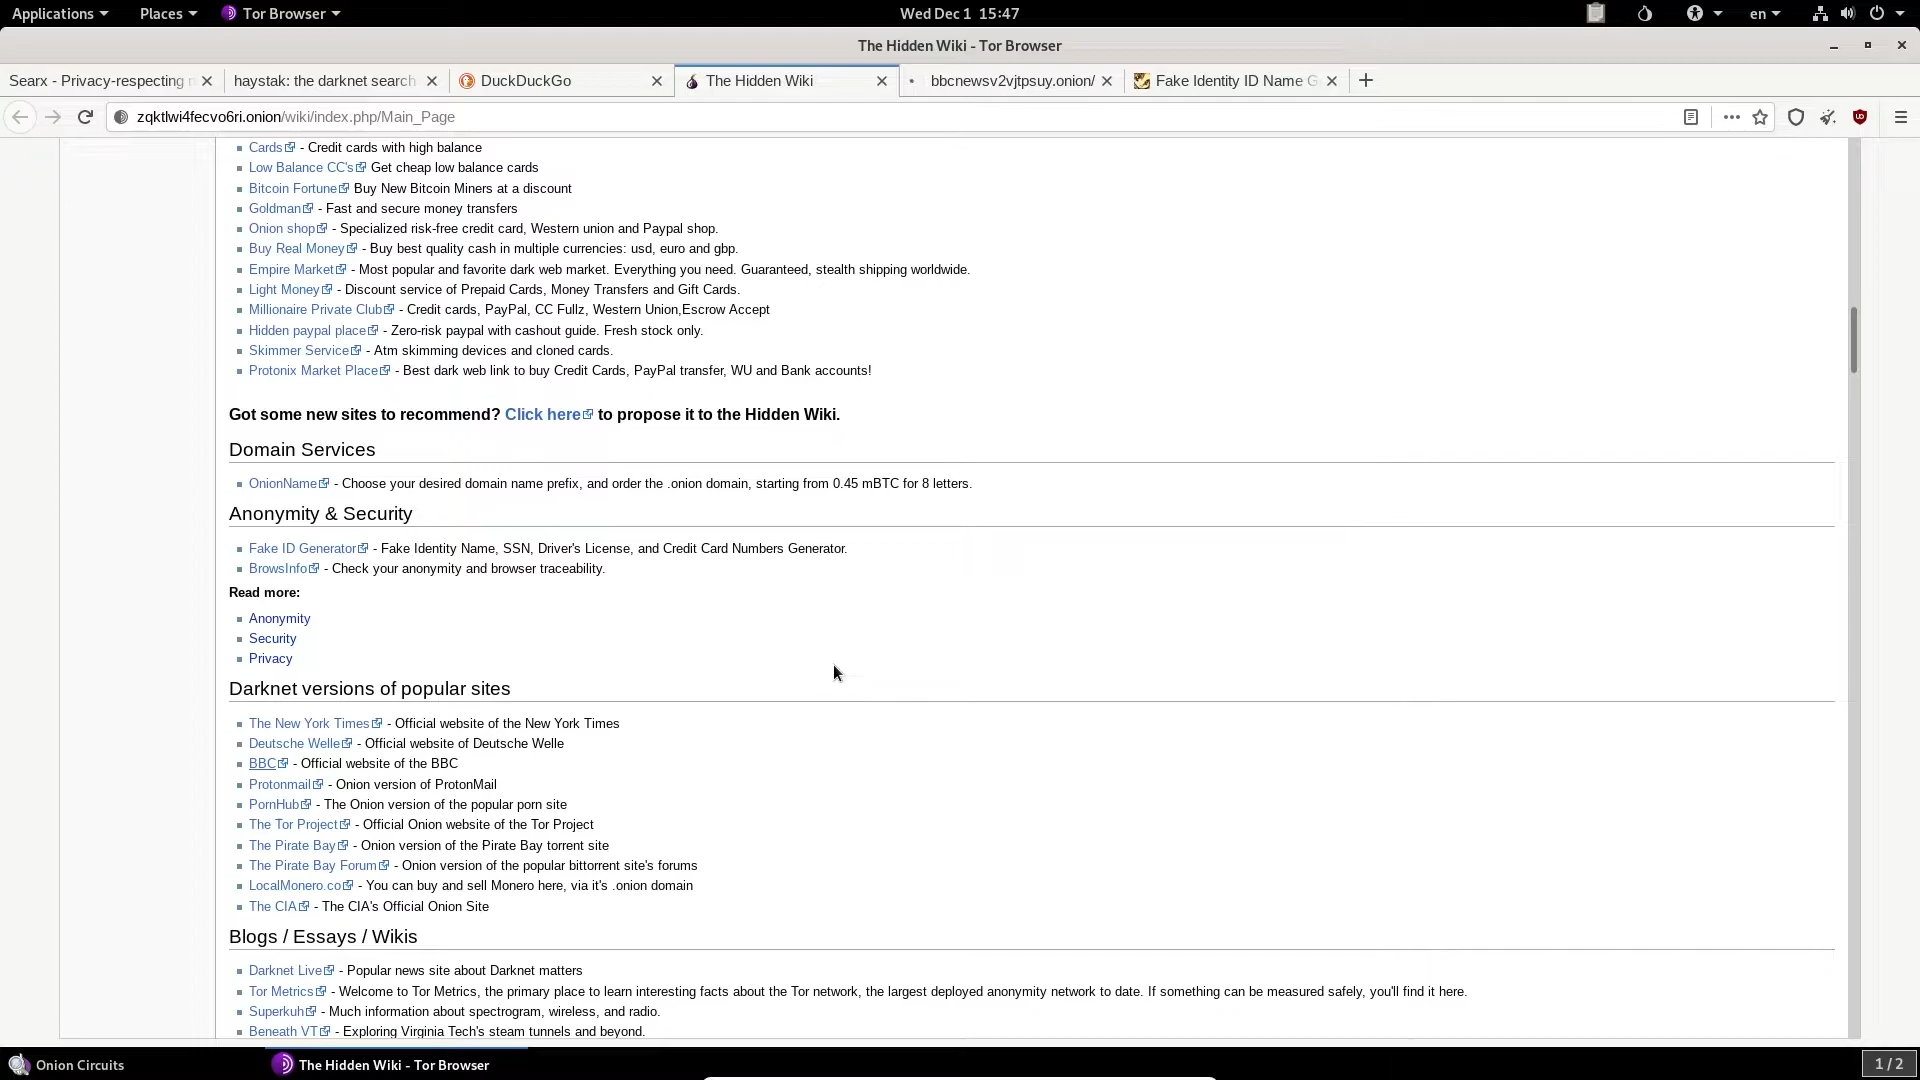 Applications Places Tor Browser Wed Dec 1 15:47 en
The Hidden Wiki - Tor Browser
Searx - Privacy-respecting haystak: the darknet search DuckDuckGo The Hidden Wiki bbcnewsv2vjtpsuy.onion/ Fake Identity ID Name G
zqktlwi4fecvo6ri.onion/wiki/index.php/Main_Page
Cards - Credit cards with high balance
Low Balance CC's Get cheap low balance cards
Bitcoin Fortune Buy New Bitcoin Miners at a discount
Goldman - Fast and secure money transfers
Onion shop - Specialized risk-free credit card, Western union and Paypal shop.
Buy Real Money - Buy best quality cash in multiple currencies: usd, euro and gbp.
Empire Market - Most popular and favorite dark web market. Everything you need. Guaranteed, stealth shipping worldwide.
Light Money - Discount service of Prepaid Cards, Money Transfers and Gift Cards.
Millionaire Private Club - Credit cards, PayPal, CC Fullz, Western Union,Escrow Accept
Hidden paypal place - Zero-risk paypal with cashout guide. Fresh stock only.
Skimmer Service - Atm skimming devices and cloned cards.
Protonix Market Place - Best dark web link to buy Credit Cards, PayPal transfer, WU and Bank accounts!
Got some new sites to recommend? Click here to propose it to the Hidden Wiki.
Domain Services
OnionName - Choose your desired domain name prefix, and order the .onion domain, starting from 0.45 mBTC for 8 letters.
Anonymity & Security
Fake ID Generator - Fake Identity Name, SSN, Driver's License, and Credit Card Numbers Generator.
BrowsInfo - Check your anonymity and browser traceability.
Read more:
Anonymity
Security
Privacy
Darknet versions of popular sites
The New York Times - Official website of the New York Times
Deutsche Welle - Official website of Deutsche Welle
BBC - Official website of the BBC
Protonmail - Onion version of ProtonMail
PornHub - The Onion version of the popular porn site
The Tor Project - Official Onion website of the Tor Project
The Pirate Bay - Onion version of the Pirate Bay torrent site
The Pirate Bay Forum - Onion version of the popular bittorrent site's forums
LocalMonero.co - You can buy and sell Monero here, via it's .onion domain
The CIA - The CIA's Official Onion Site
Blogs / Essays / Wikis
Darknet Live - Popular news site about Darknet matters
Tor Metrics - Welcome to Tor Metrics, the primary place to learn interesting facts about the Tor network, the largest deployed anonymity network to date. If something can be measured safely, you'll find it here.
Superkuh - Much information about spectrogram, wireless, and radio.
Beneath VT - Exploring Virginia Tech's steam tunnels and beyond.
Onion Circuits The Hidden Wiki - Tor Browser 1 / 2